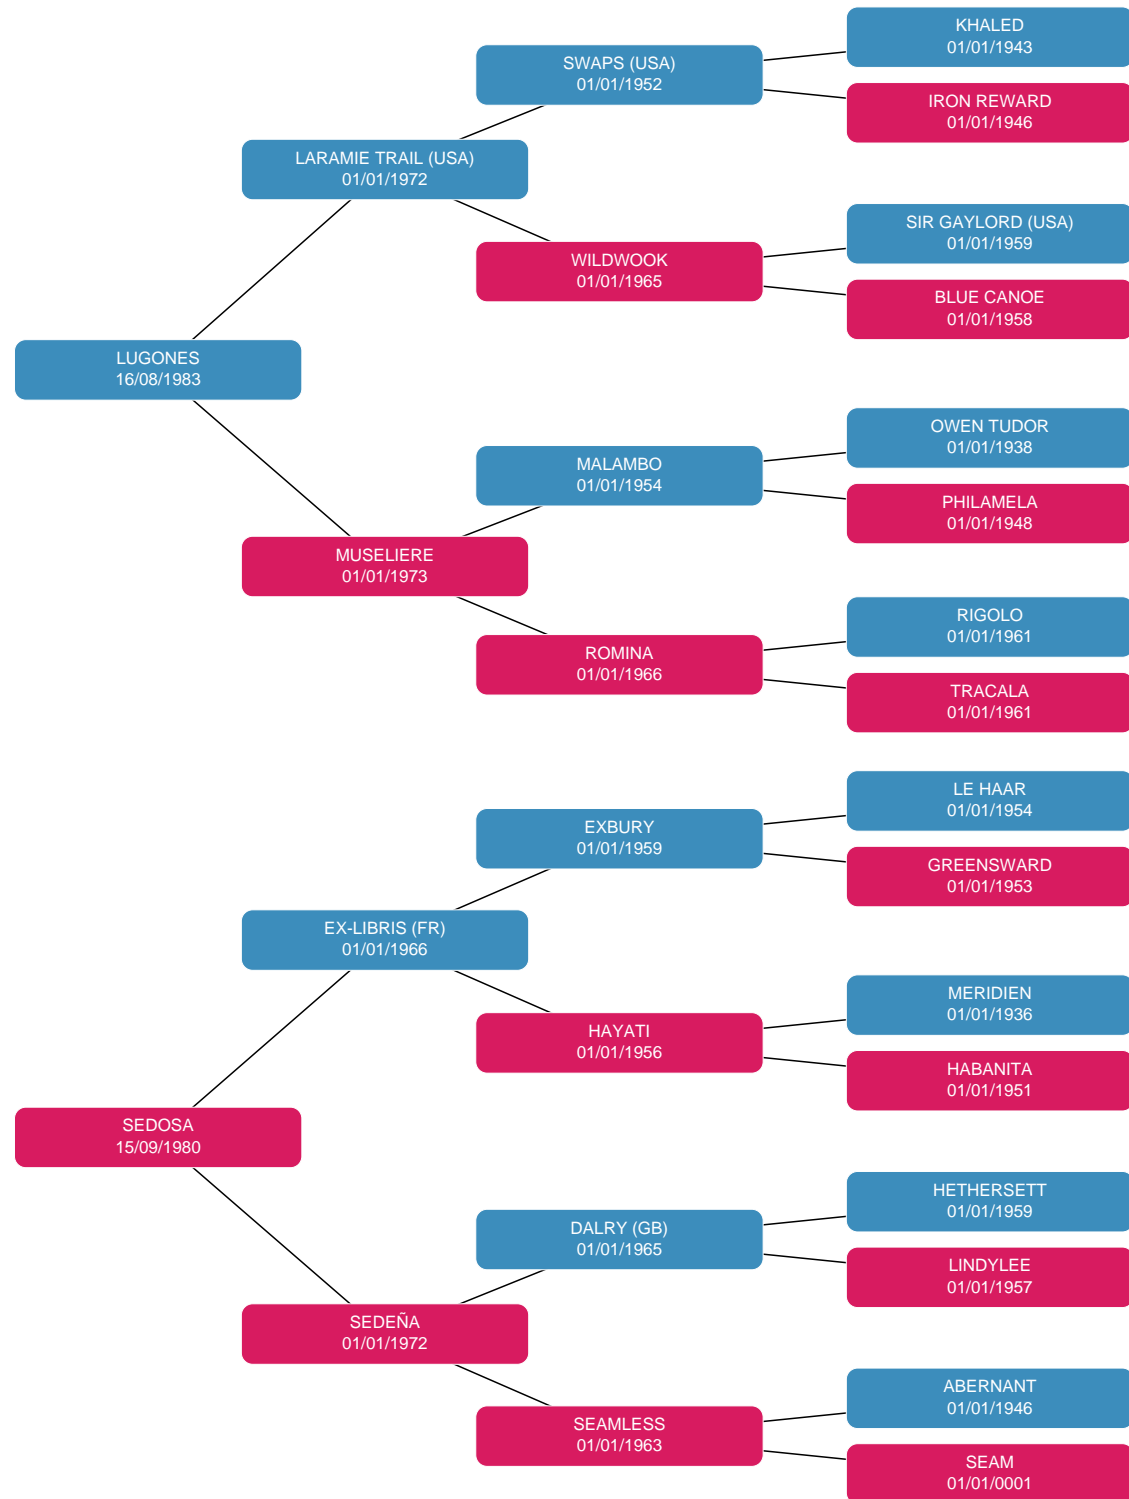 KHALED
01/01/1943
SWAPS (USA)
01/01/1952
IRON REWARD
01/01/1946
LARAMIE TRAIL (USA)
01/01/1972
SIR GAYLORD (USA)
01/01/1959
WILDWOOK
01/01/1965
BLUE CANOE
01/01/1958
LUGONES
16/08/1983
OWEN TUDOR
01/01/1938
MALAMBO
01/01/1954
PHILAMELA
01/01/1948
MUSELIERE
01/01/1973
RIGOLO
01/01/1961
ROMINA
01/01/1966
TRACALA
01/01/1961
LE HAAR
01/01/1954
EXBURY
01/01/1959
GREENSWARD
01/01/1953
EX-LIBRIS (FR)
01/01/1966
MERIDIEN
01/01/1936
HAYATI
01/01/1956
HABANITA
01/01/1951
SEDOSA
15/09/1980
HETHERSETT
01/01/1959
DALRY (GB)
01/01/1965
LINDYLEE
01/01/1957
SEDEÑA
01/01/1972
ABERNANT
01/01/1946
SEAMLESS
01/01/1963
SEAM
01/01/0001